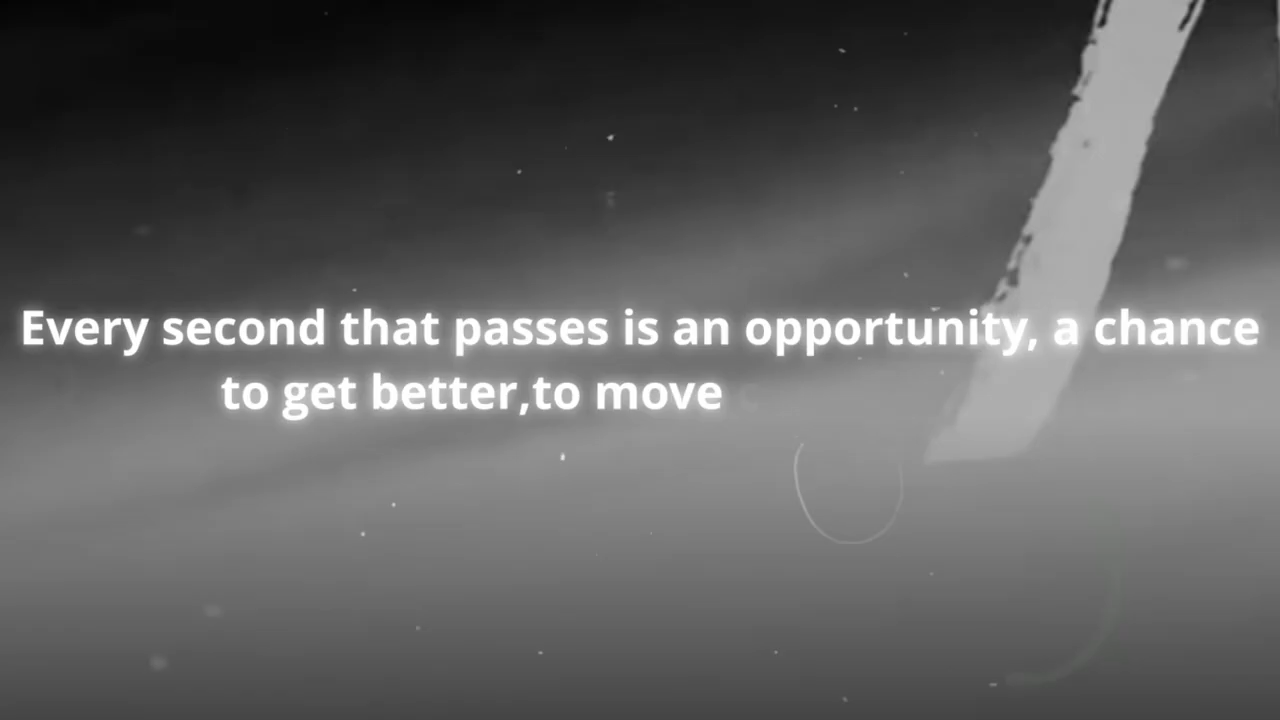 Every second that passes is an opportunity, a chance
to get better,to move